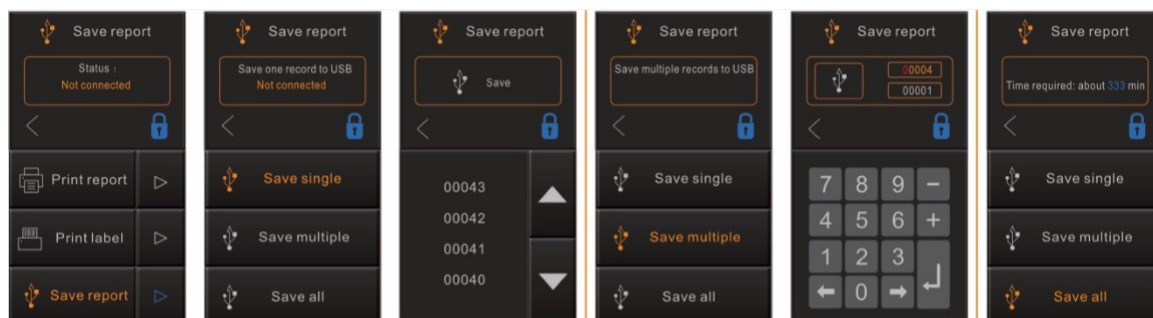 Save report
Status :
Not connected
Print report
Print label
Save report
Save report
Save one record to USB
Not connected
Save single
Save multiple
Save all
Save report
Save
00043
00042
00041
00040
Save report
Save multiple records to USB
Save single
Save multiple
Save all
Save report
00004
00001
7 8 9 −
4 5 6 +
1 2 3
0
Save report
Time required: about 333 min
Save single
Save multiple
Save all